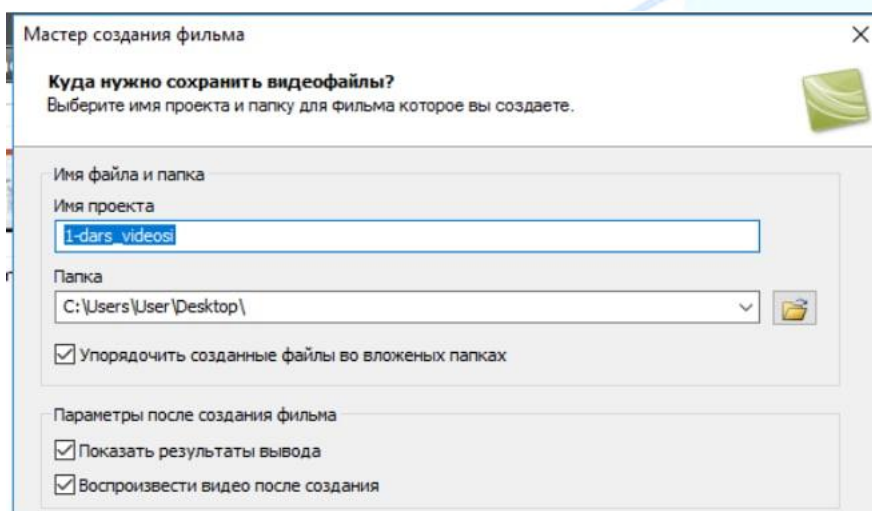 Мастер создания фильма
Куда нужно сохранить видеофайлы?
Выберите имя проекта и папку для фильма которое вы создаете.
Имя файла и папка
Имя проекта
1-dars_videosi
Папка
C:\Users\User\Desktop\
Упорядочить созданные файлы во вложеных папках
Параметры после создания фильма
Показать результаты вывода
Воспроизвести видео после создания